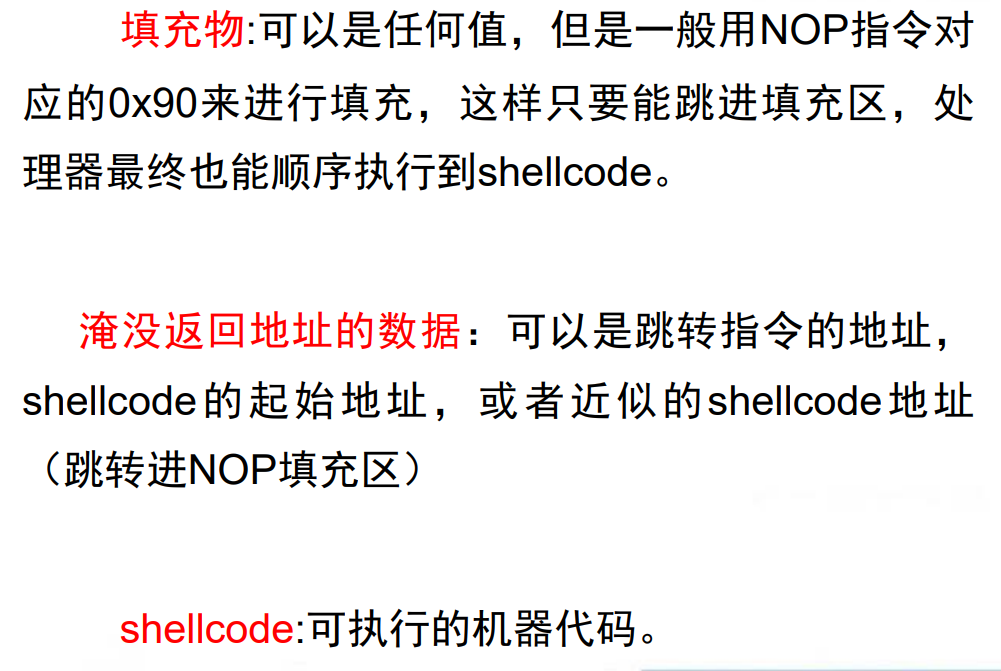 填充物:可以是任何值，但是一般用NOP指令对
应的0x90来进行填充，这样只要能跳进填充区，处
理器最终也能顺序执行到shellcode。
淹没返回地址的数据：可以是跳转指令的地址，
shellcode的起始地址，或者近似的shellcode地址
（跳转进NOP填充区）
shellcode:可执行的机器代码。